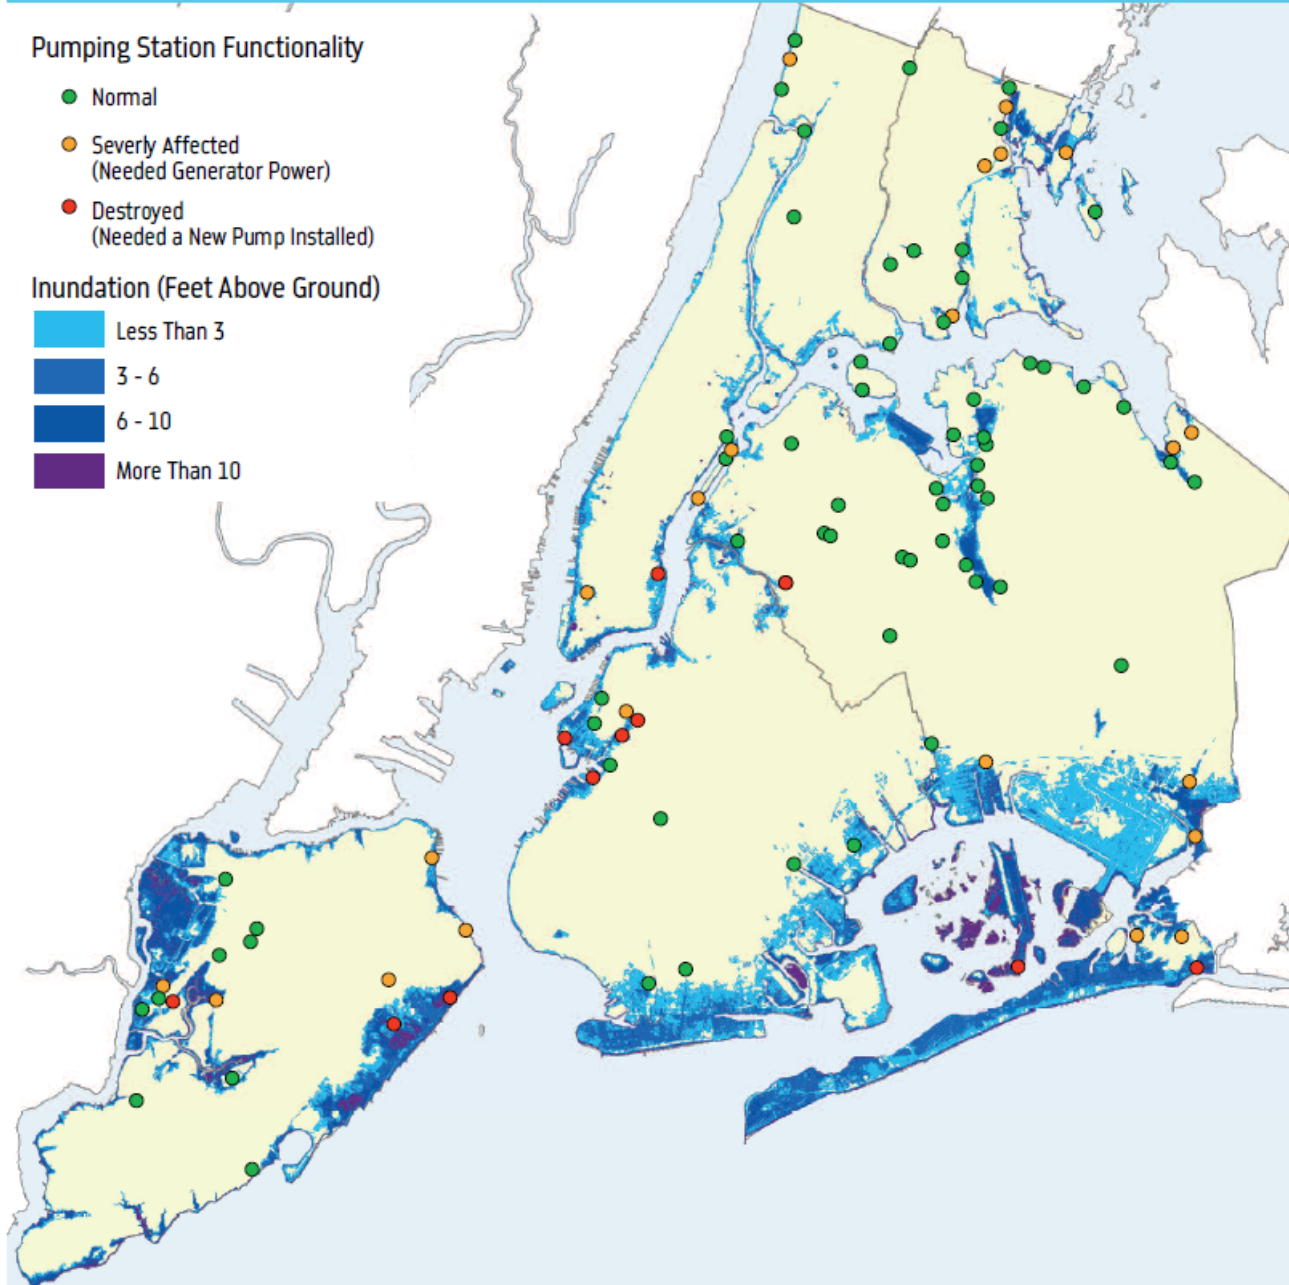 Pumping Station Functionality
Normal
Severly Affected
(Needed Generator Power)
Destroyed
(Needed a New Pump Installed)
Inundation (Feet Above Ground)
Less Than 3
3 - 6
6 - 10
More Than 10